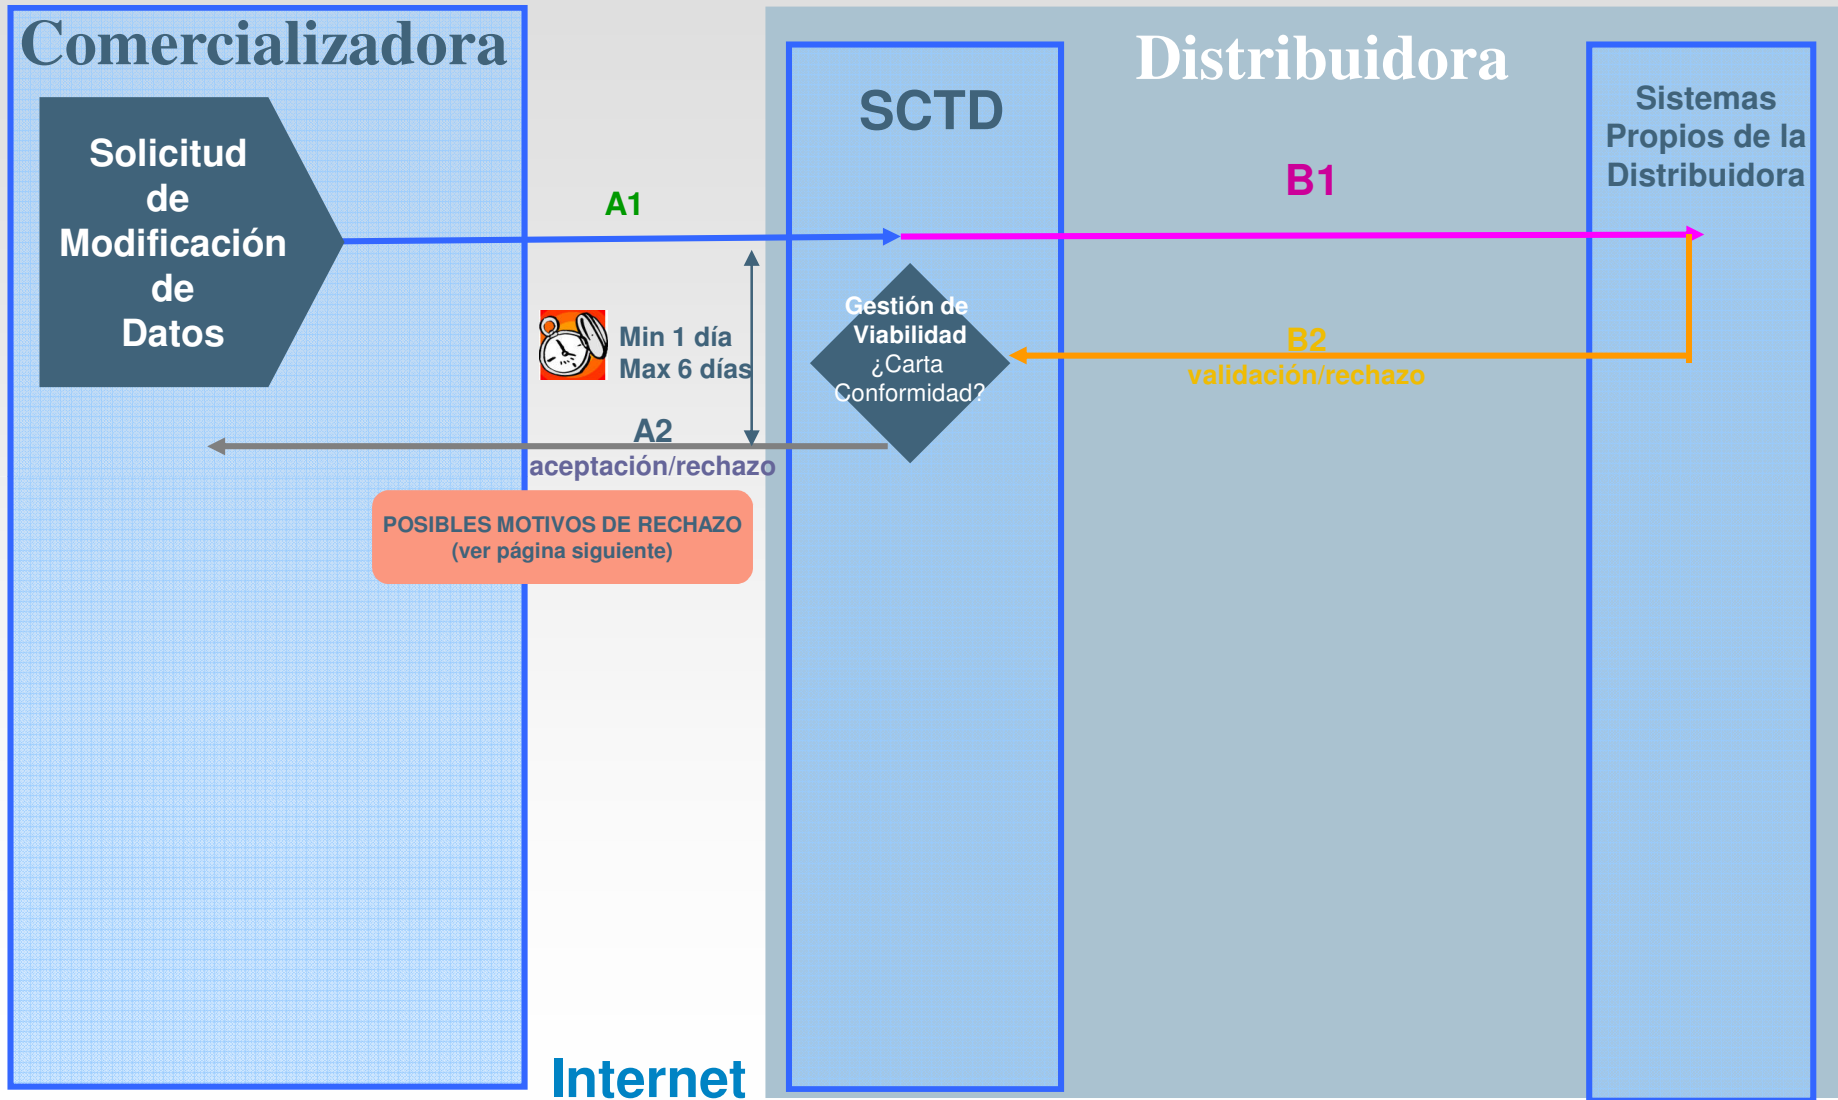 Comercializadora
Solicitud
de
Modificación
de
Datos
A1
Min 1 día
Max 6 días
A2
aceptación/rechazo
POSIBLES MOTIVOS DE RECHAZO
(ver página siguiente)
Internet
Distribuidora
SCTD
Gestión de
Viabilidad
¿Carta
Conformidad?
B1
B2
validación/rechazo
Sistemas
Propios de la
Distribuidora